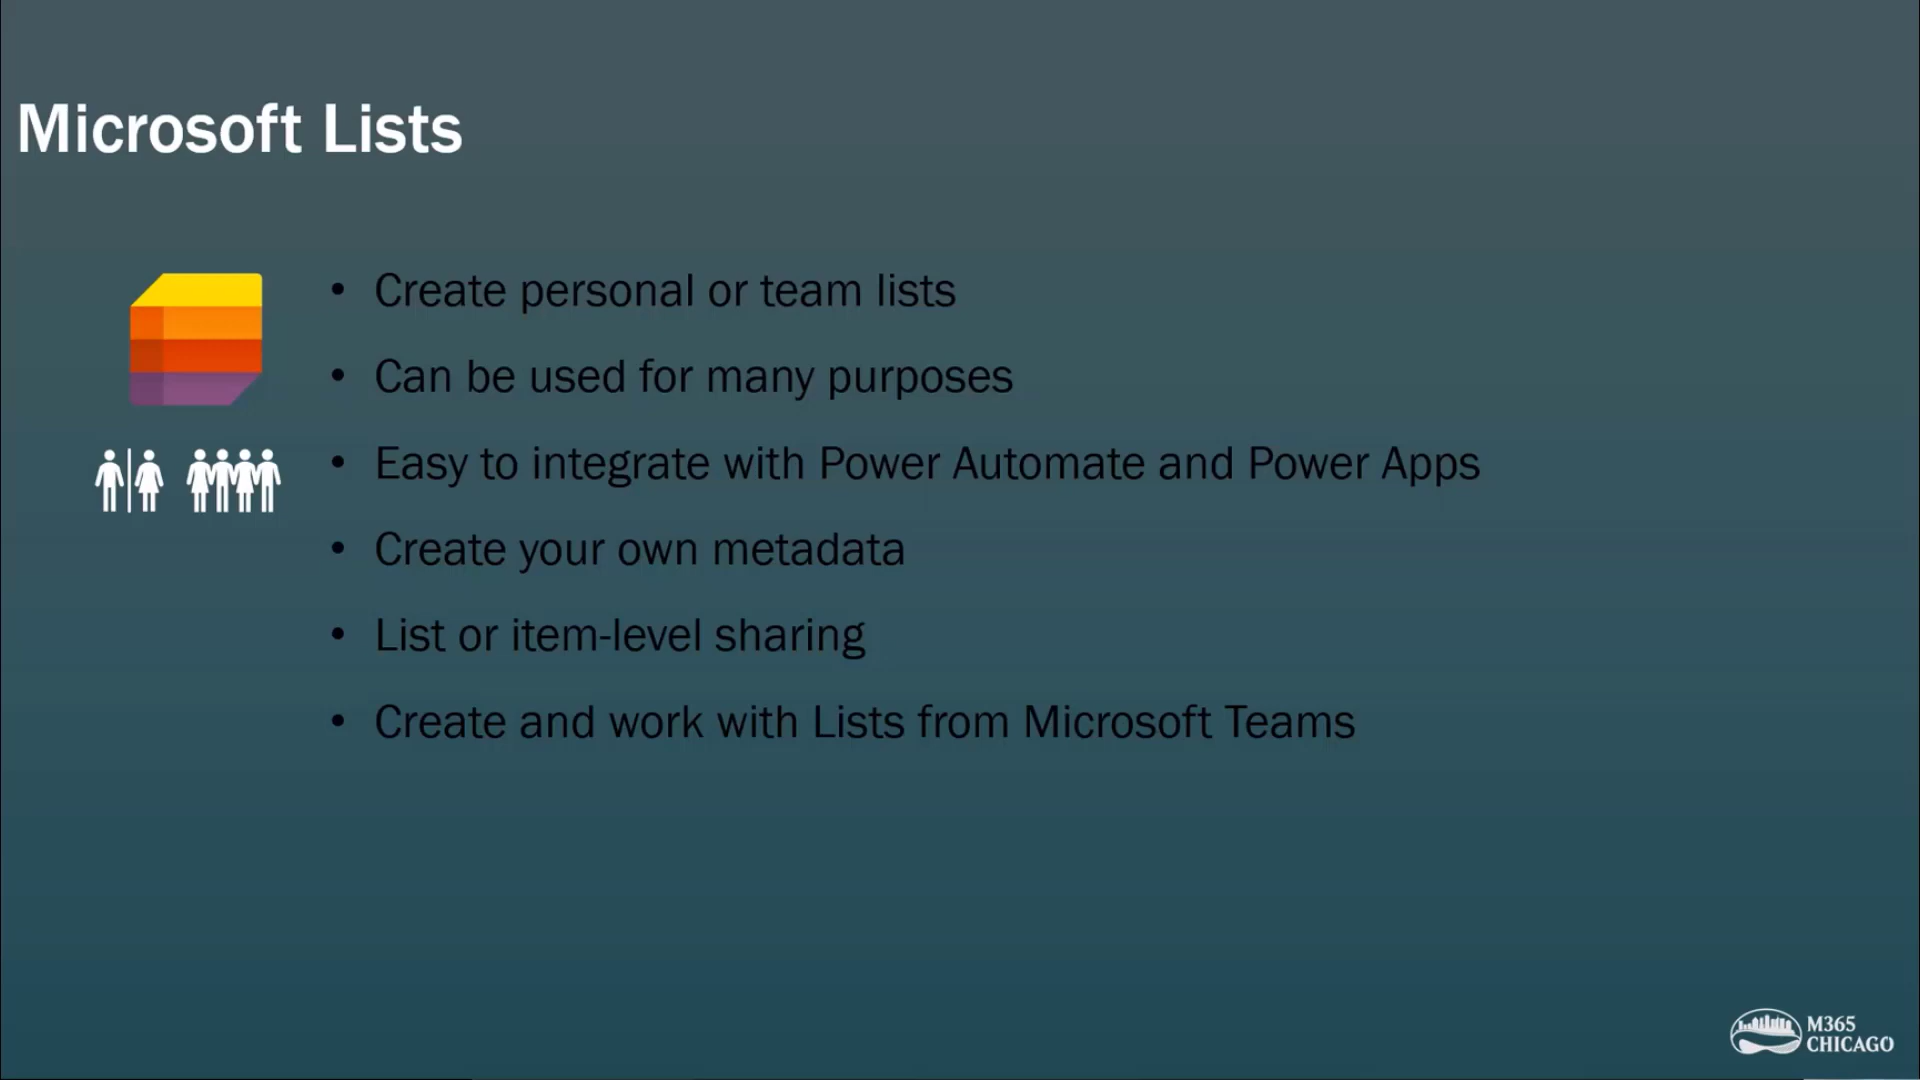 Microsoft Lists
• Create personal or team lists
• Can be used for many purposes
• Easy to integrate with Power Automate and Power Apps
• Create your own metadata
• List or item-level sharing
• Create and work with Lists from Microsoft Teams
M365
CHICAGO